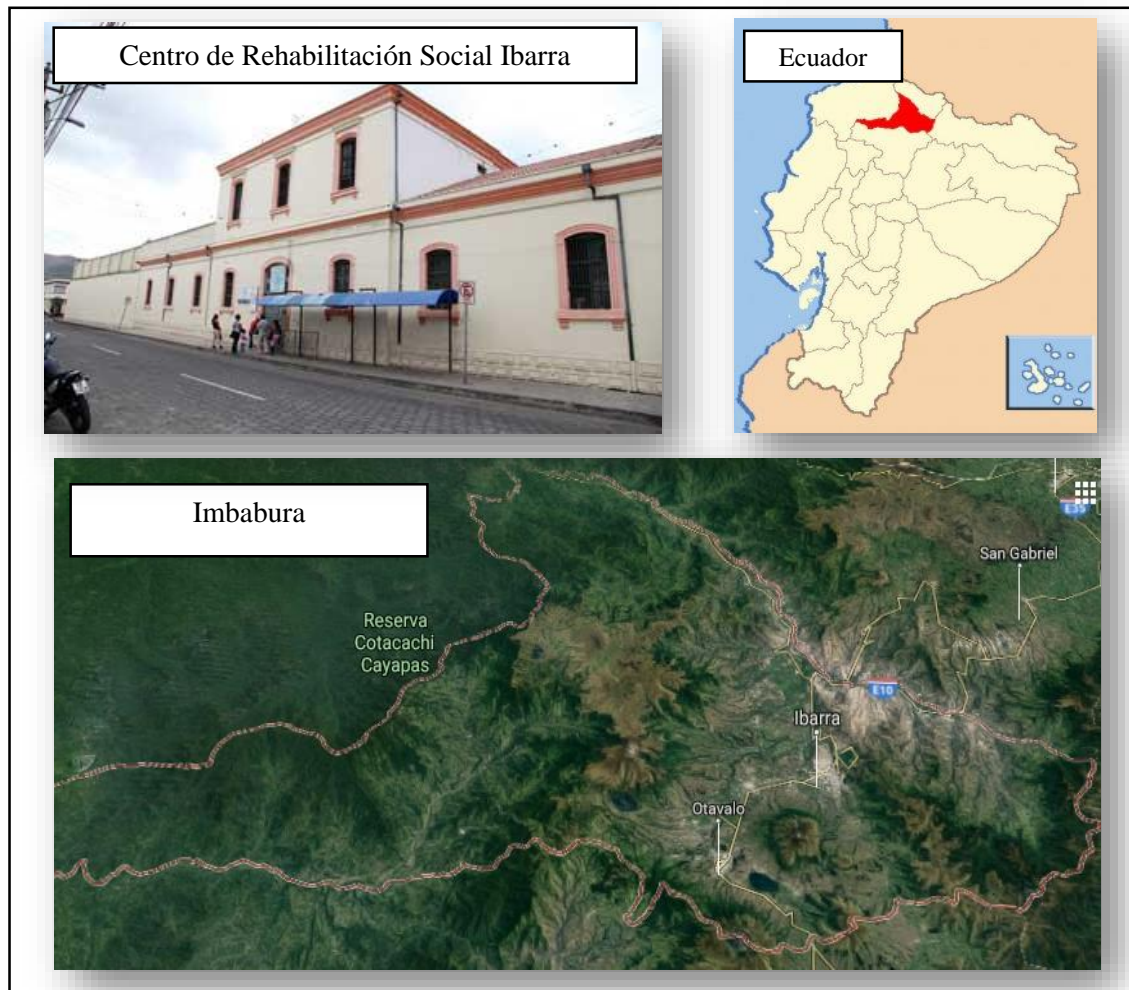 Centro de Rehabilitación Social Ibarra
Ecuador
Imbabura
E35
San Gabriel
Reserva
Cotacachi
Cayapas
E10
Ibarra
Otavalo